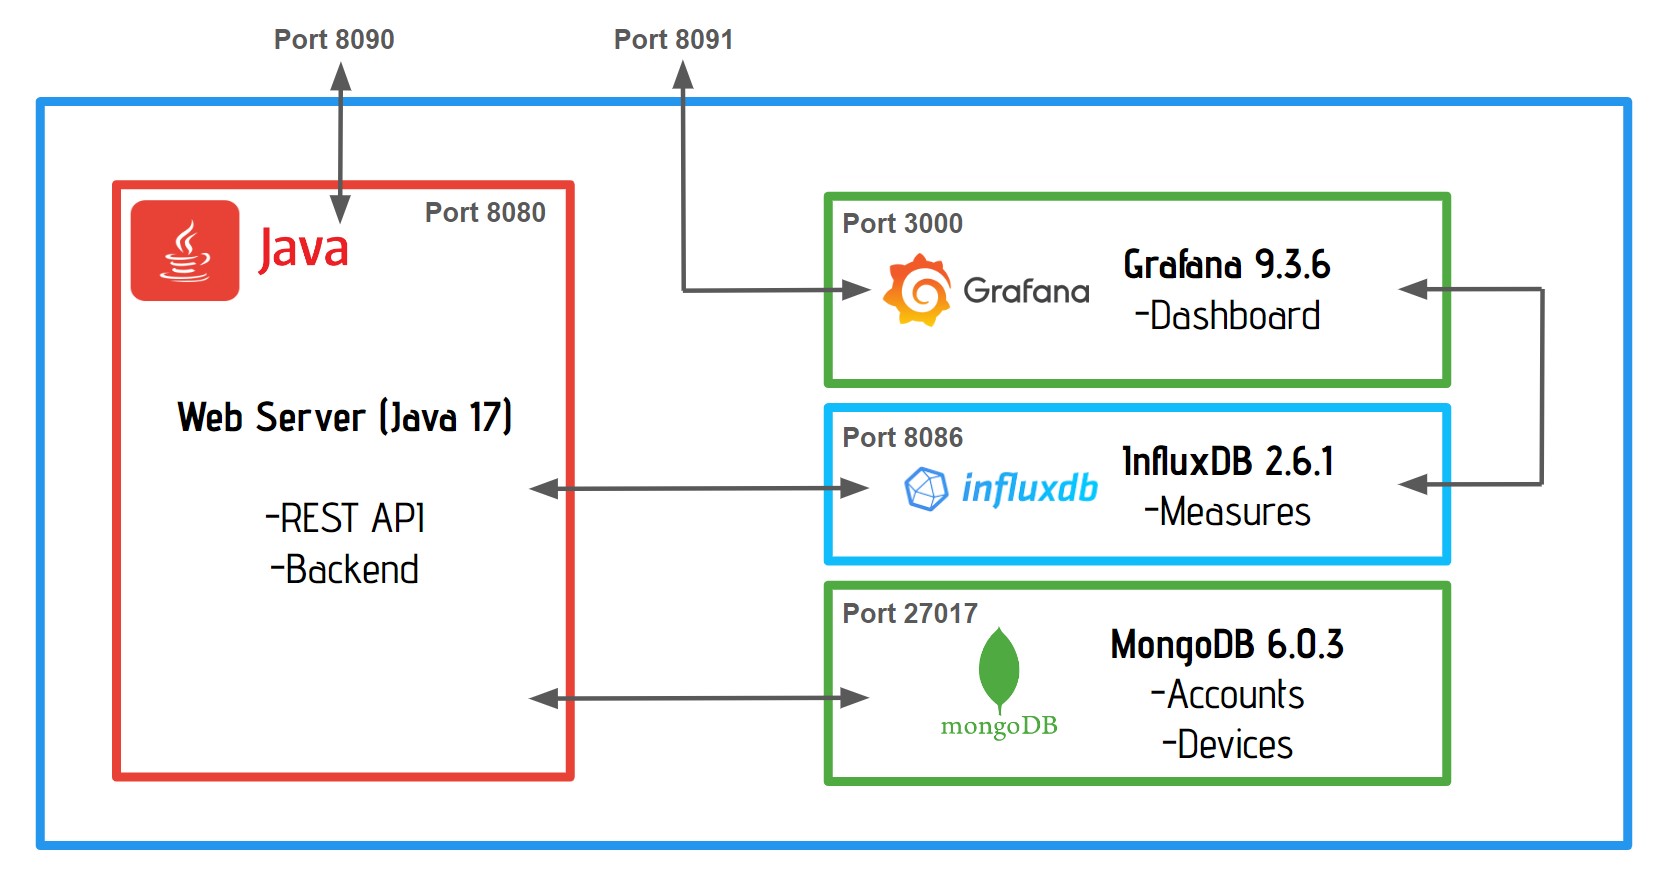 Port 8090
Port 8091
Port 8080
Java
Web Server (Java 17)
-REST API
-Backend
Port 3000
Grafana
Grafana 9.3.6
-Dashboard
Port 8086
influxdb
InfluxDB 2.6.1
-Measures
Port 27017
mongoDB
MongoDB 6.0.3
-Accounts
-Devices